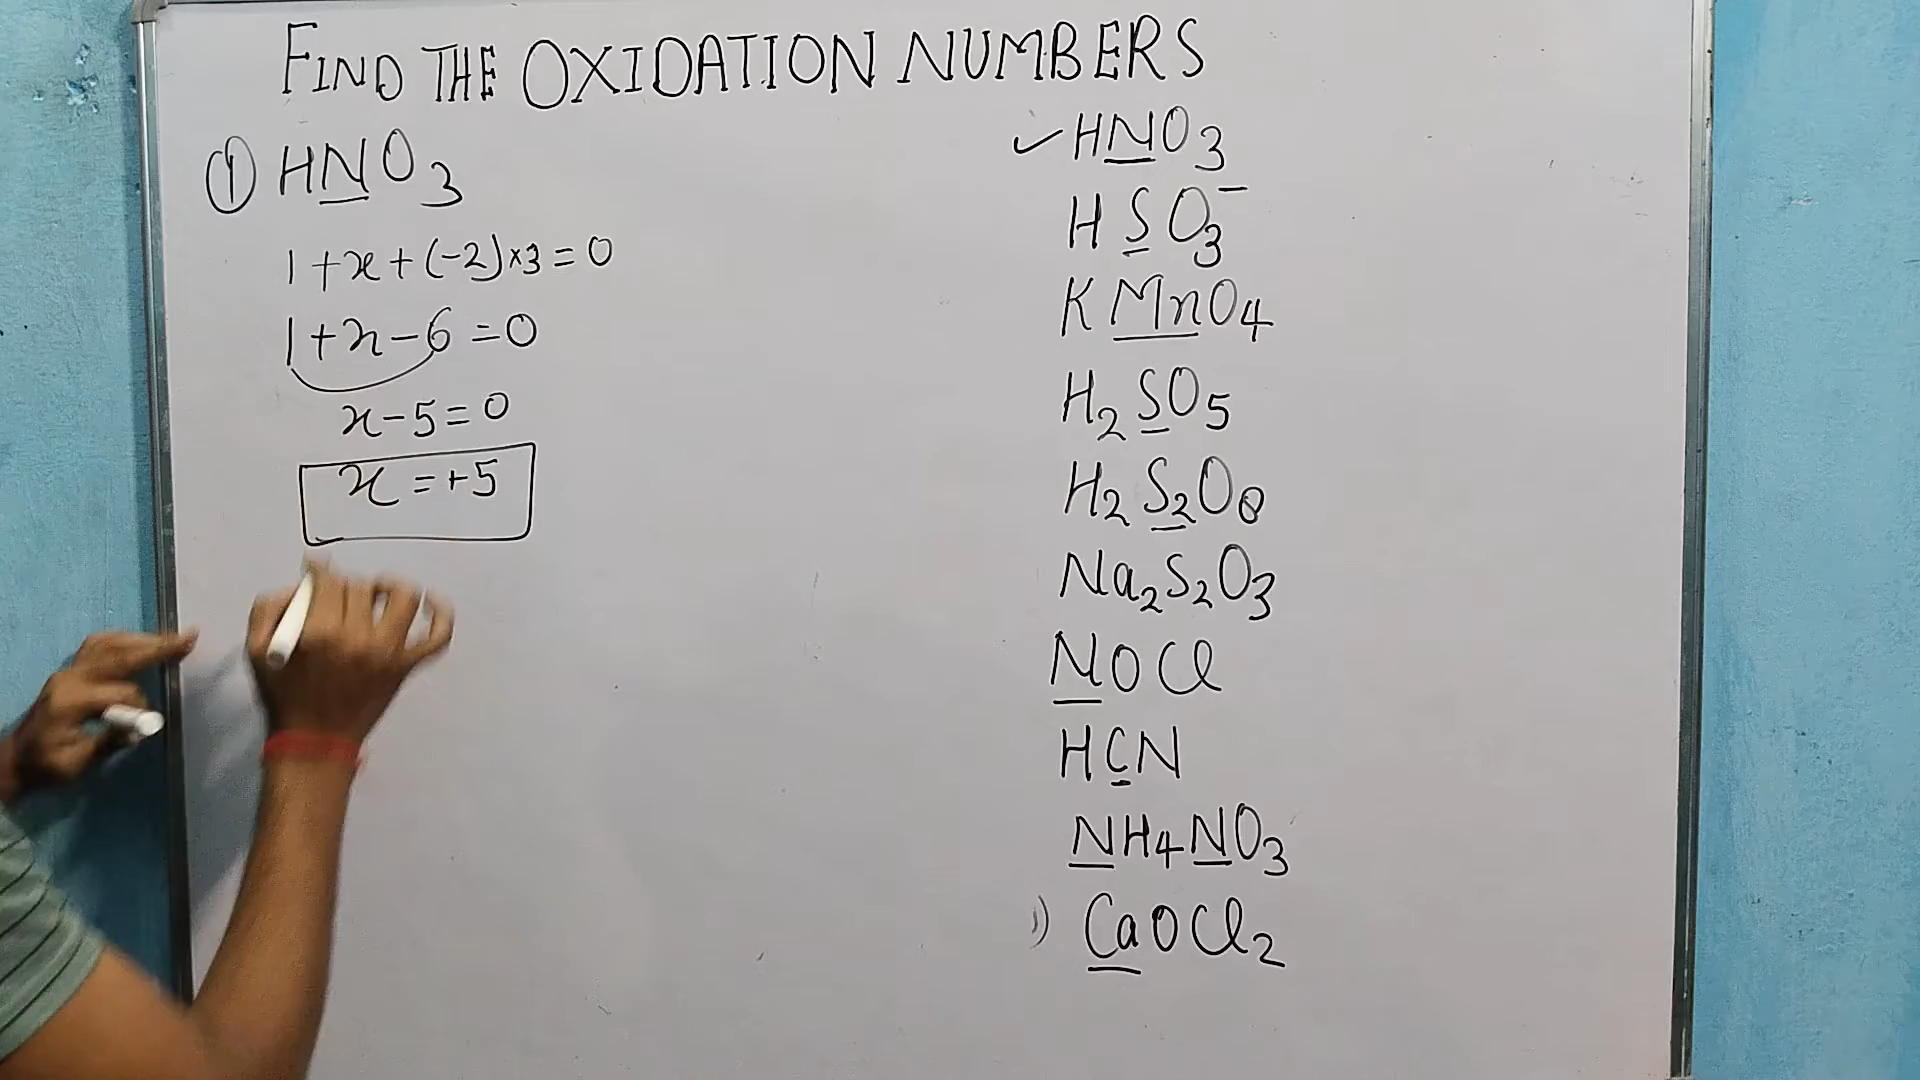 FIND THE OXIDATION NUMBERS
① HNO₃
1+x+(-2)×3=0
1+x-6=0
x-5=0
x=+5
✓HNO₃
HSO₃⁻
KMnO₄
H₂SO₅
H₂S₂O₈
Na₂S₂O₃
NOCl
HCN
NH₄NO₃
CaOCl₂